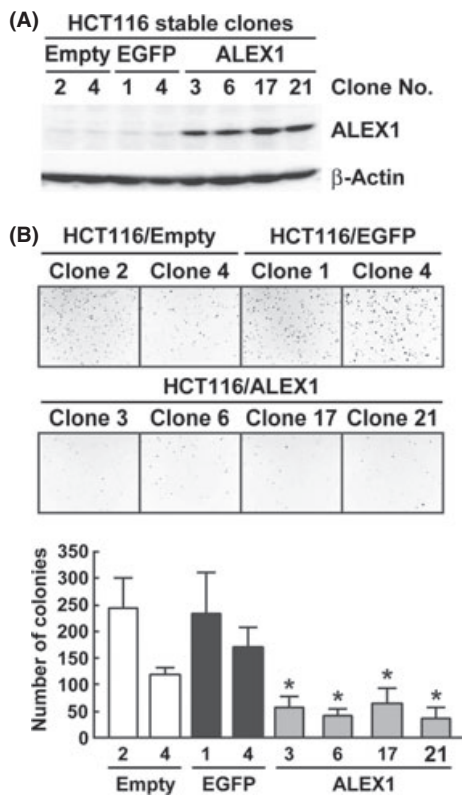 (A)
HCT116 stable clones
Empty EGFP ALEX1
2 4 1 4 3 6 17 21 Clone No.
ALEX1
β-Actin
(B)
HCT116/Empty HCT116/EGFP
Clone 2 Clone 4 Clone 1 Clone 4
HCT116/ALEX1
Clone 3 Clone 6 Clone 17 Clone 21
Number of colonies
350
300
250
200
150
100
50
0
* * * *
2 4 1 4 3 6 17 21
Empty EGFP ALEX1